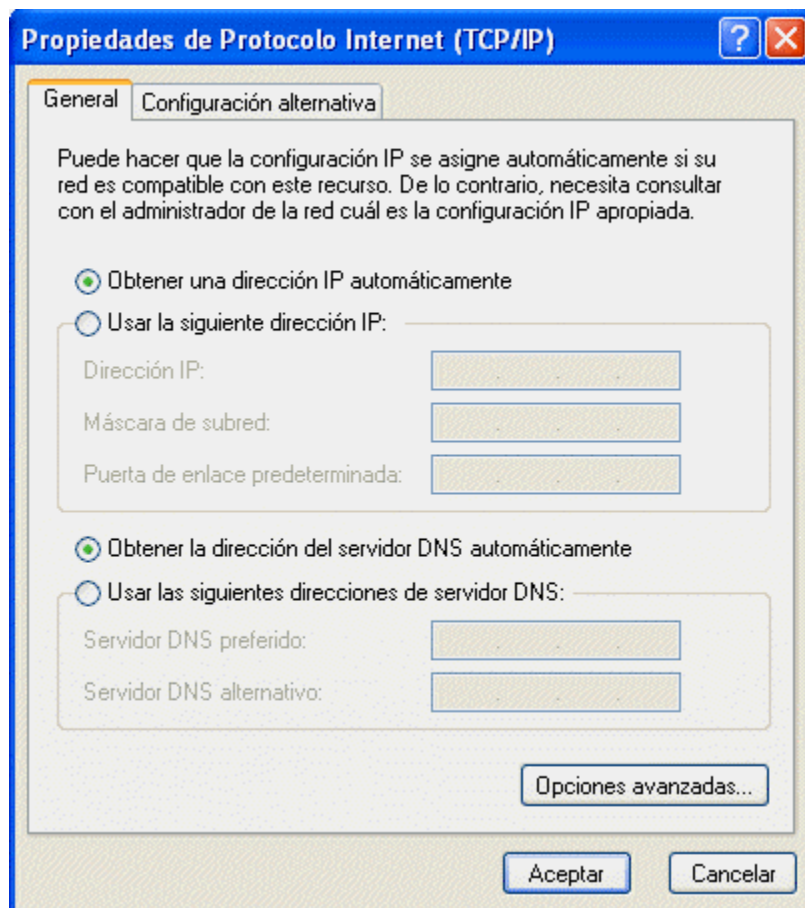 Propiedades de Protocolo Internet (TCP/IP)
General
Configuración alternativa
Puede hacer que la configuración IP se asigne automáticamente si su
red es compatible con este recurso. De lo contrario, necesita consultar
con el administrador de la red cuál es la configuración IP apropiada.
Obtener una dirección IP automáticamente
Usar la siguiente dirección IP:
Dirección IP:
Máscara de subred:
Puerta de enlace predeterminada:
Obtener la dirección del servidor DNS automáticamente
Usar las siguientes direcciones de servidor DNS:
Servidor DNS preferido:
Servidor DNS alternativo:
Opciones avanzadas...
Aceptar
Cancelar